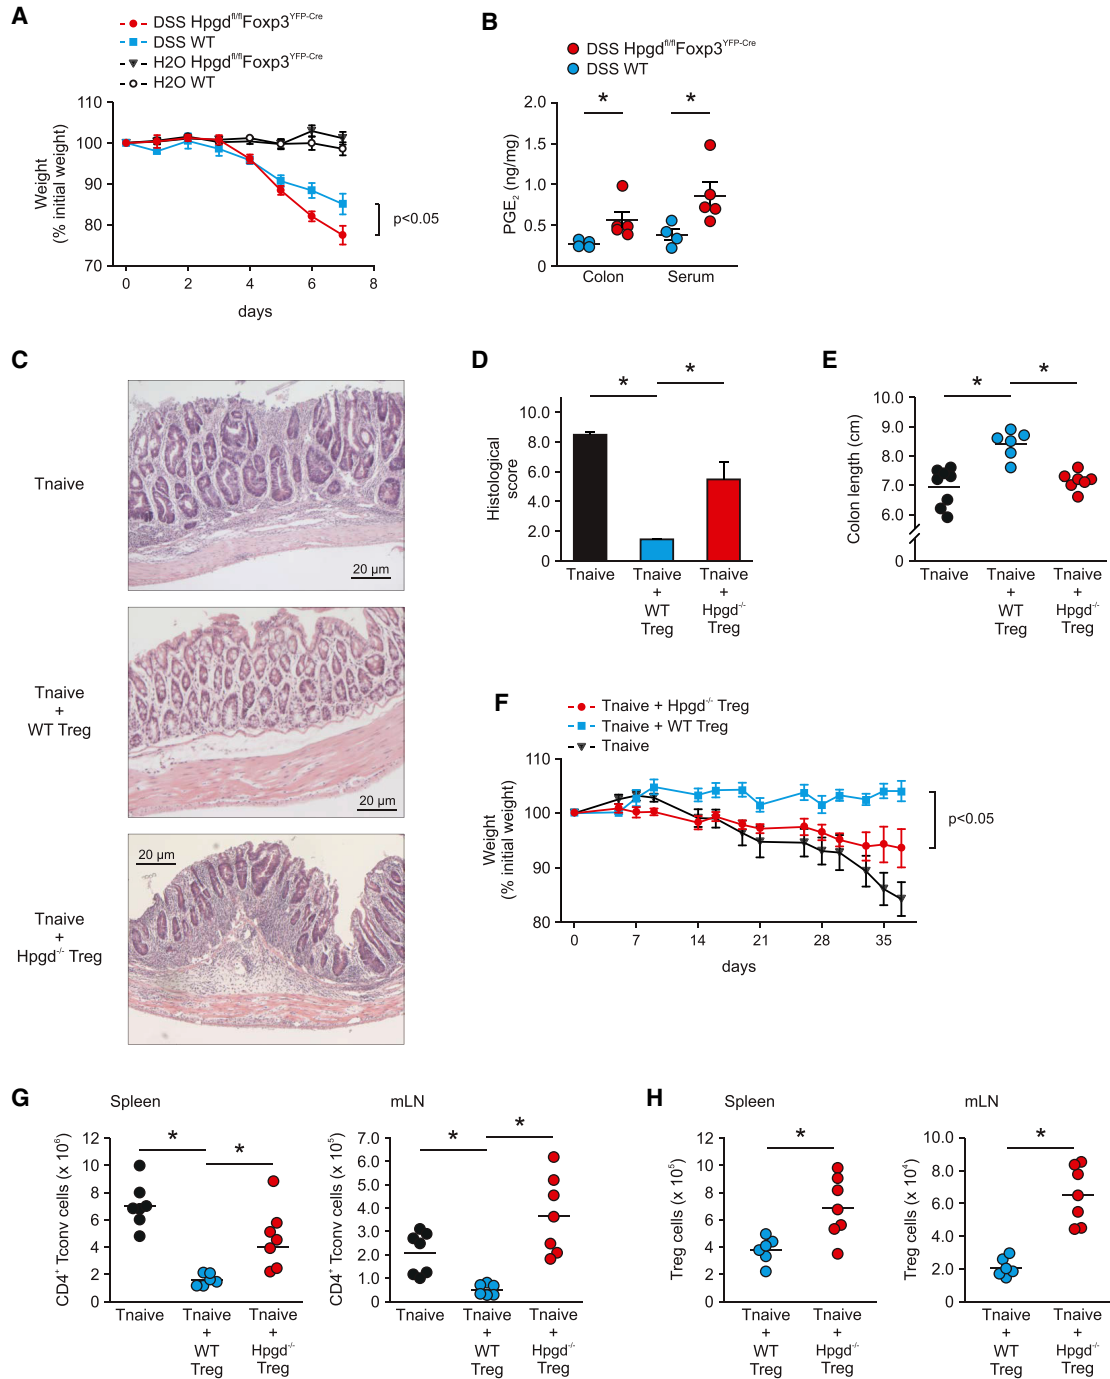 A
DSS Hpgd^fl/fl Foxp3^YFP-Cre
DSS WT
H2O Hpgd^fl/fl Foxp3^YFP-Cre
H2O WT
Weight
(% initial weight)
110
100
90
80
70
0
2
4
6
8
days
p<0.05
B
DSS Hpgd^fl/fl Foxp3^YFP-Cre
DSS WT
*
*
PGE₂ (ng/mg)
2.0
1.5
1.0
0.5
0
Colon
Serum
C
Tnaive
20 µm
Tnaive
+
WT Treg
20 µm
Tnaive
+
Hpgd^-/- Treg
20 µm
D
*
*
Histological
score
10.0
8.0
6.0
4.0
2.0
0
Tnaive
Tnaive
+
WT
Treg
Tnaive
+
Hpgd^-/-
Treg
E
*
*
Colon length (cm)
10.0
9.0
8.0
7.0
6.0
0
Tnaive
Tnaive
+
WT
Treg
Tnaive
+
Hpgd^-/-
Treg
F
Tnaive + Hpgd^-/- Treg
Tnaive + WT Treg
Tnaive
Weight
(% initial weight)
110
100
90
80
0
7
14
21
28
35
days
p<0.05
G
Spleen
*
*
CD4⁺ Tconv cells (x 10⁶)
12
10
8
6
4
2
0
Tnaive
Tnaive
+
WT
Treg
Tnaive
+
Hpgd^-/-
Treg
mLN
*
*
CD4⁺ Tconv cells (x 10⁵)
7.0
6.0
5.0
4.0
3.0
2.0
1.0
0
Tnaive
Tnaive
+
WT
Treg
Tnaive
+
Hpgd^-/-
Treg
H
Spleen
*
Treg cells (x 10⁵)
12
10
8
6
4
2
0
Tnaive
+
WT
Treg
Tnaive
+
Hpgd^-/-
Treg
mLN
*
Treg cells (x 10⁴)
10.0
8.0
6.0
4.0
2.0
0
Tnaive
+
WT
Treg
Tnaive
+
Hpgd^-/-
Treg